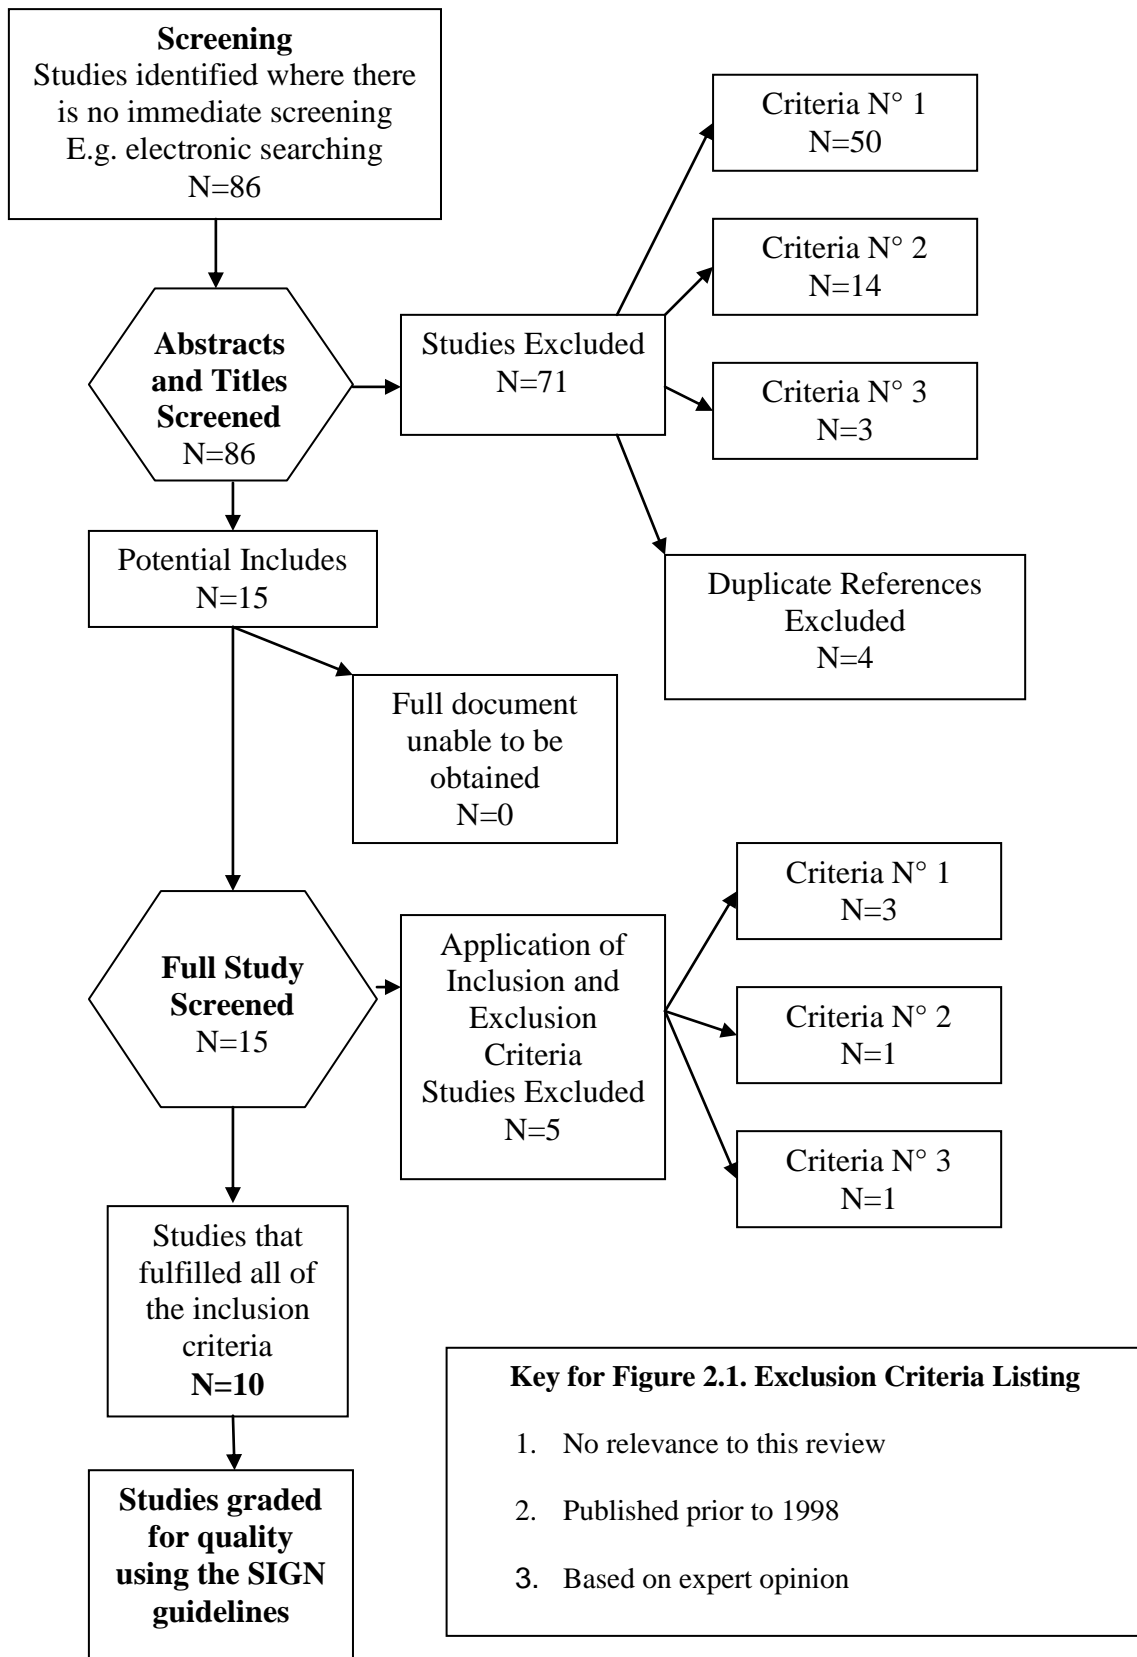 Screening
Studies identified where there
is no immediate screening
E.g. electronic searching
N=86
Criteria N° 1
N=50
Criteria N° 2
N=14
Abstracts
and Titles
Screened
N=86
Studies Excluded
N=71
Criteria N° 3
N=3
Potential Includes
N=15
Duplicate References
Excluded
N=4
Full document
unable to be
obtained
N=0
Full Study
Screened
N=15
Application of
Inclusion and
Exclusion
Criteria
Studies Excluded
N=5
Criteria N° 1
N=3
Criteria N° 2
N=1
Criteria N° 3
N=1
Studies that
fulfilled all of
the inclusion
criteria
N=10
Studies graded
for quality
using the SIGN
guidelines
Key for Figure 2.1. Exclusion Criteria Listing
1. No relevance to this review
2. Published prior to 1998
3. Based on expert opinion